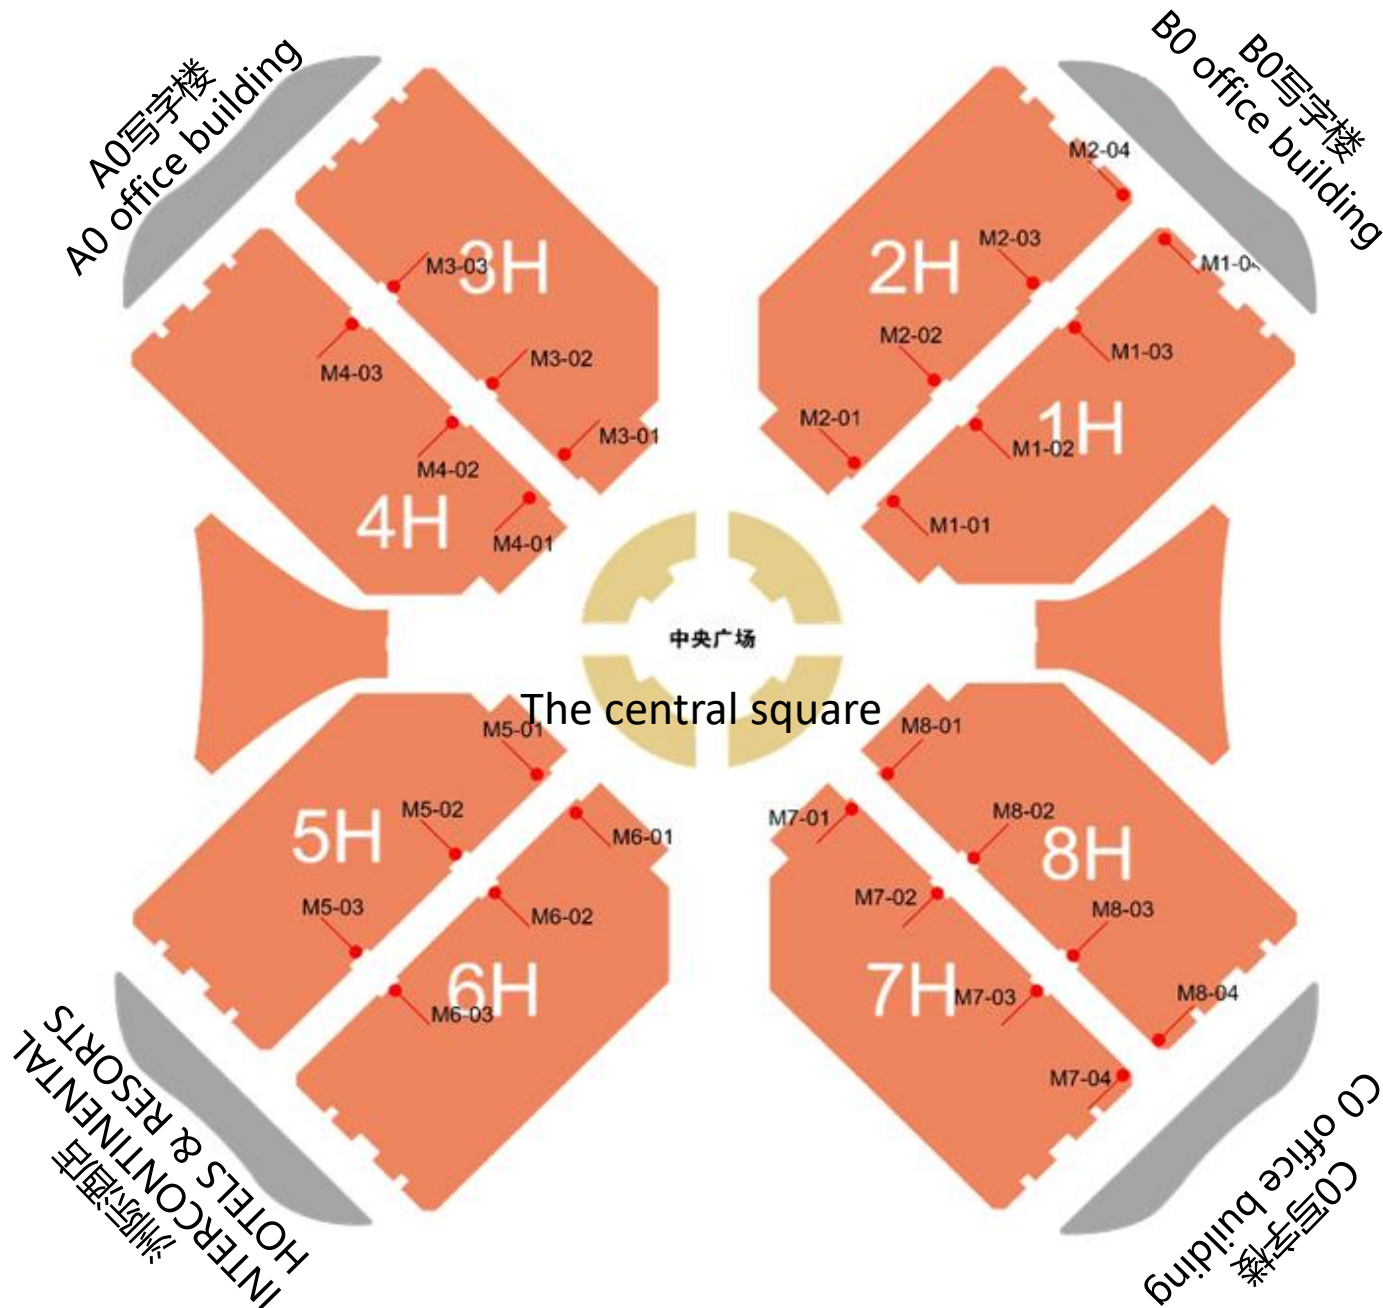 A0写字楼
A0 office building
B0写字楼
B0 office building
M2-04
3H
M3-03
2H
M2-03
M1-04
M4-03
M3-02
M2-02
M1-03
M4-02
M3-01
M2-01
1H
M1-02
4H
M4-01
M1-01
中央广场
The central square
M5-01
M8-01
5H
M5-02
M6-01
M7-01
M8-02
8H
M5-03
M6-02
M7-02
M8-03
6H
M6-03
7H
M7-03
M8-04
M7-04
洲际酒店
INTERCONTINENTAL
HOTELS & RESORTS
C0写字楼
C0 office building